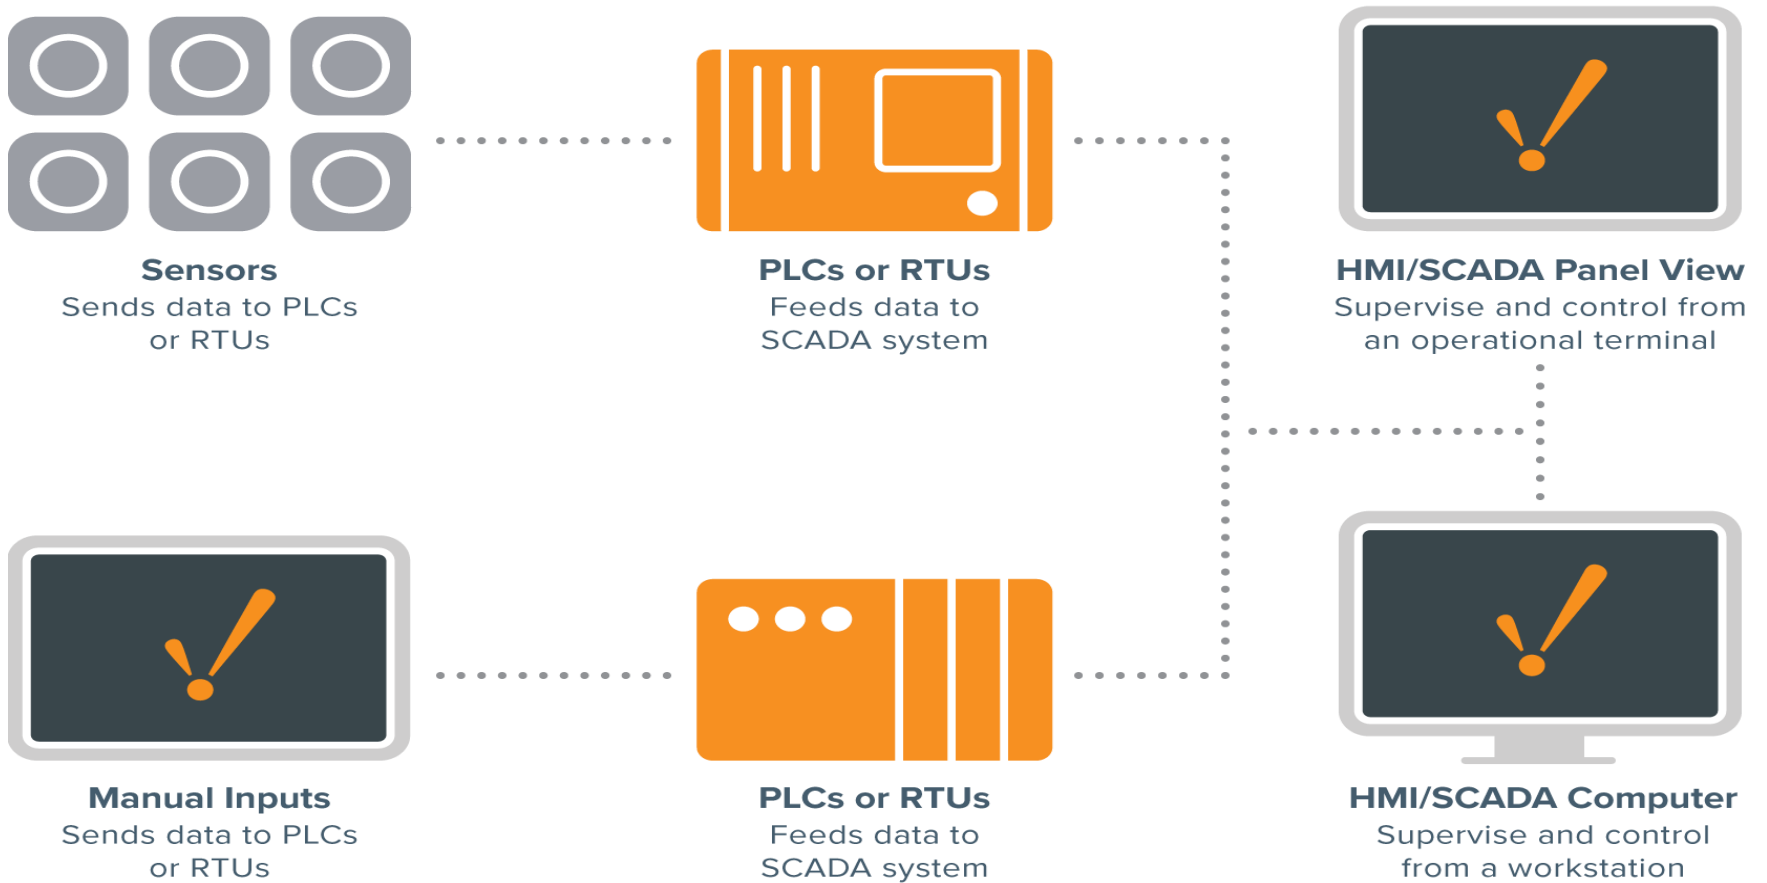 Sensors
Sends data to PLCs
or RTUs
PLCs or RTUs
Feeds data to
SCADA system
HMI/SCADA Panel View
Supervise and control from
an operational terminal
Manual Inputs
Sends data to PLCs
or RTUs
PLCs or RTUs
Feeds data to
SCADA system
HMI/SCADA Computer
Supervise and control
from a workstation